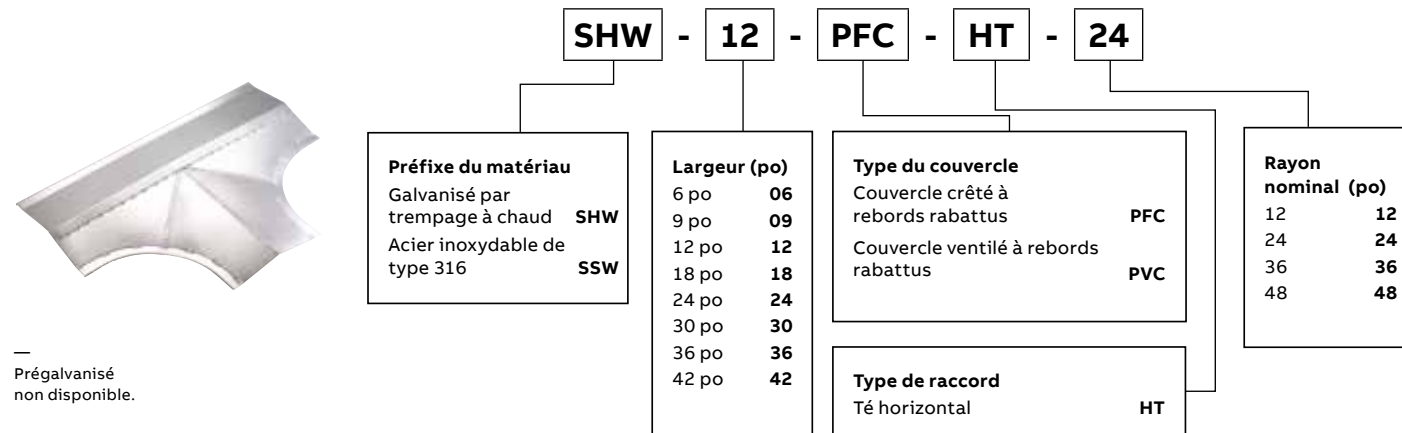 SHW - 12 - PFC - HT - 24
Préfixe du matériau
Galvanisé par
trempage à chaud SHW
Acier inoxydable de
type 316 SSW
Largeur (po)
6 po 06
9 po 09
12 po 12
18 po 18
24 po 24
30 po 30
36 po 36
42 po 42
Type du couvercle
Couvercle crêté à
rebords rabattus PFC
Couvercle ventilé à rebords
rabattus PVC
Type de raccord
Té horizontal HT
Rayon
nominal (po)
12 12
24 24
36 36
48 48
—
Prégalvanisé
non disponible.